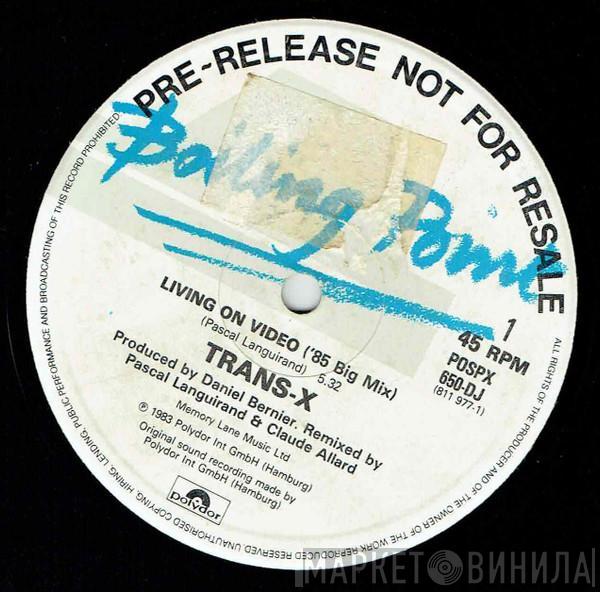 PRE-RELEASE NOT FOR RESALE
Boiling Point
1
45 RPM
POSPX
650-DJ
(811 977-1)
LIVING ON VIDEO ('85 Big Mix)
(Pascal Languirand) 5.32
TRANS-X
Produced by Daniel Bernier. Remixed by
Pascal Languirand & Claude Allard
Memory Lane Music Ltd
℗ 1983 Polydor Int GmbH (Hamburg)
Original sound recording made by
Polydor Int GmbH (Hamburg)
polydor
ALL RIGHTS OF THE PRODUCER AND OF THE OWNER OF THE WORK REPRODUCED RESERVED. UNAUTHORISED COPYING, HIRING, LENDING, PUBLIC PERFORMANCE AND BROADCASTING OF THIS RECORD PROHIBITED.
МАРКЕТ ВИНИЛА